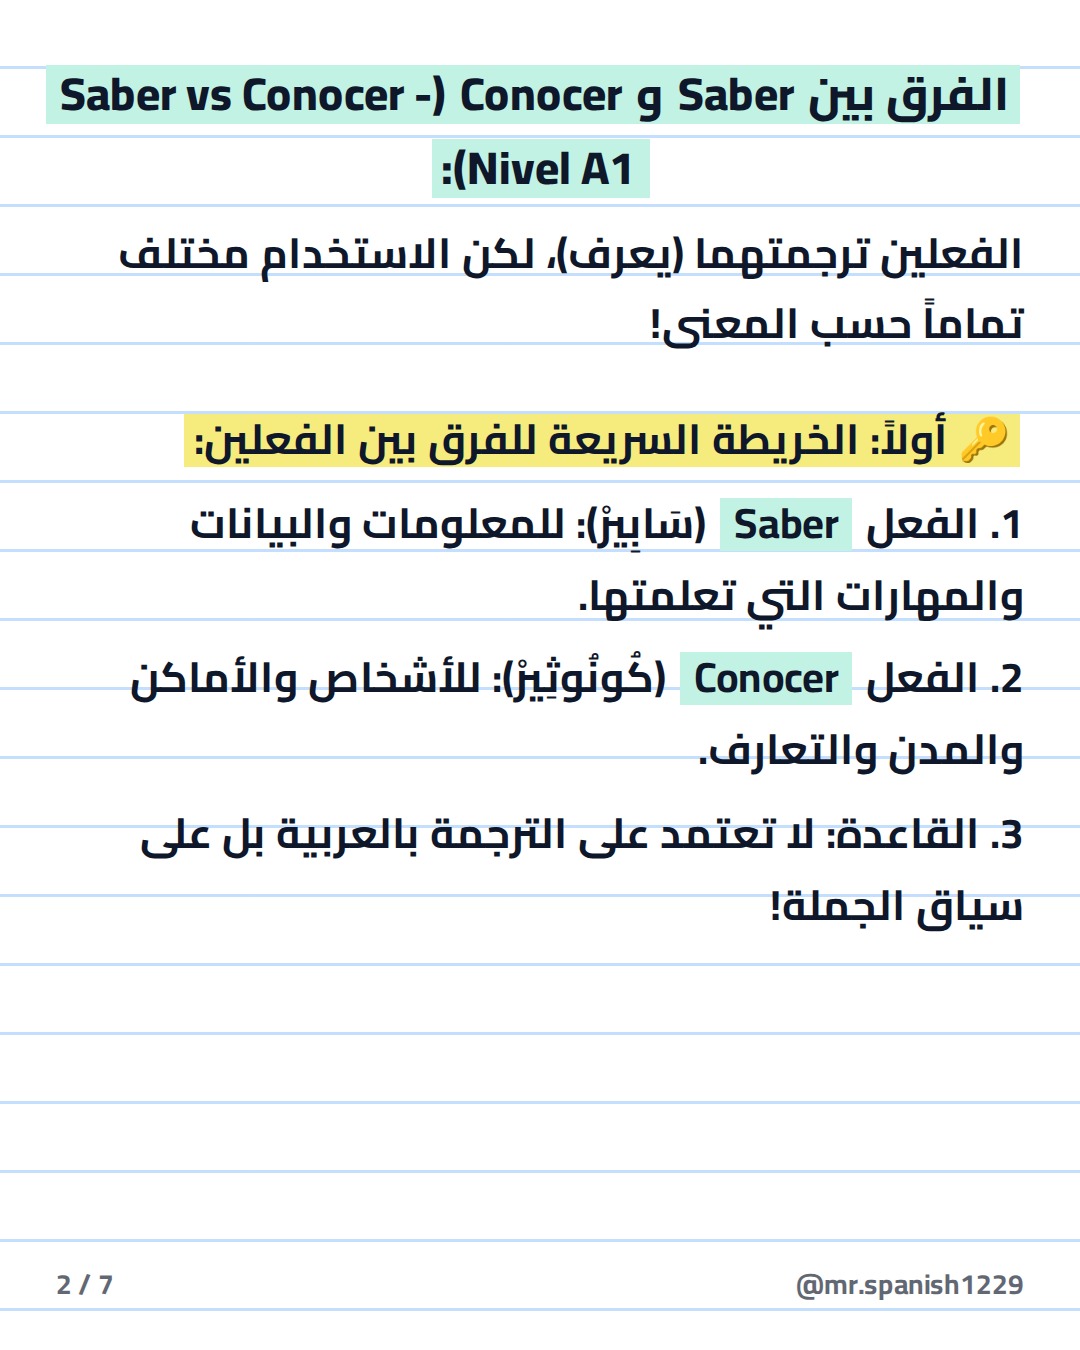 الفرق بين Saber و Conocer (Saber vs Conocer -
Nivel A1):
الفعلين ترجمتهما (يعرف)، لكن الاستخدام مختلف
تماماً حسب المعنى!
🔑 أولاً: الخريطة السريعة للفرق بين الفعلين:
1. الفعل Saber (سَابِيرْ): للمعلومات والبيانات
والمهارات التي تعلمتها.
2. الفعل Conocer (كُونُوثِيرْ): للأشخاص والأماكن
والمدن والتعارف.
3. القاعدة: لا تعتمد على الترجمة بالعربية بل على
سياق الجملة!
2 / 7
@mr.spanish1229